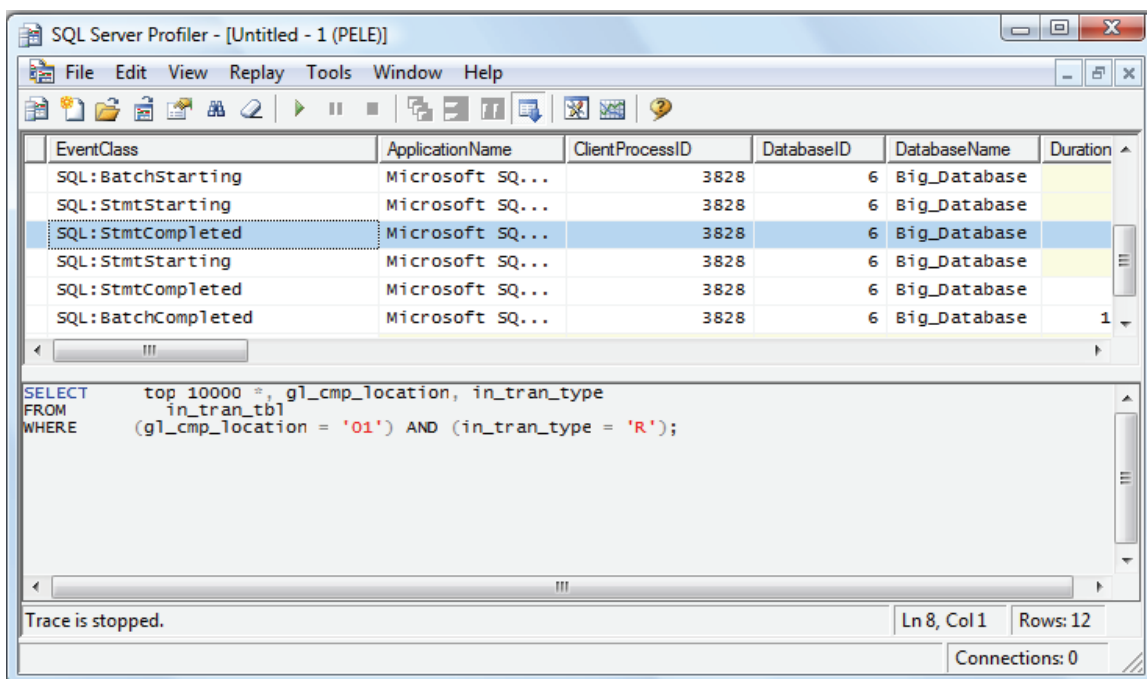 SQL Server Profiler - [Untitled - 1 (PELE)]
File Edit View Replay Tools Window Help
EventClass ApplicationName ClientProcessID DatabaseID DatabaseName Duration
SQL:BatchStarting Microsoft SQ... 3828 6 Big_Database
SQL:StmtStarting Microsoft SQ... 3828 6 Big_Database
SQL:StmtCompleted Microsoft SQ... 3828 6 Big_Database
SQL:StmtStarting Microsoft SQ... 3828 6 Big_Database
SQL:StmtCompleted Microsoft SQ... 3828 6 Big_Database
SQL:BatchCompleted Microsoft SQ... 3828 6 Big_Database 1
SELECT top 10000 *, gl_cmp_location, in_tran_type
FROM in_tran_tbl
WHERE (gl_cmp_location = '01') AND (in_tran_type = 'R');
Trace is stopped. Ln 8, Col 1 Rows: 12
Connections: 0